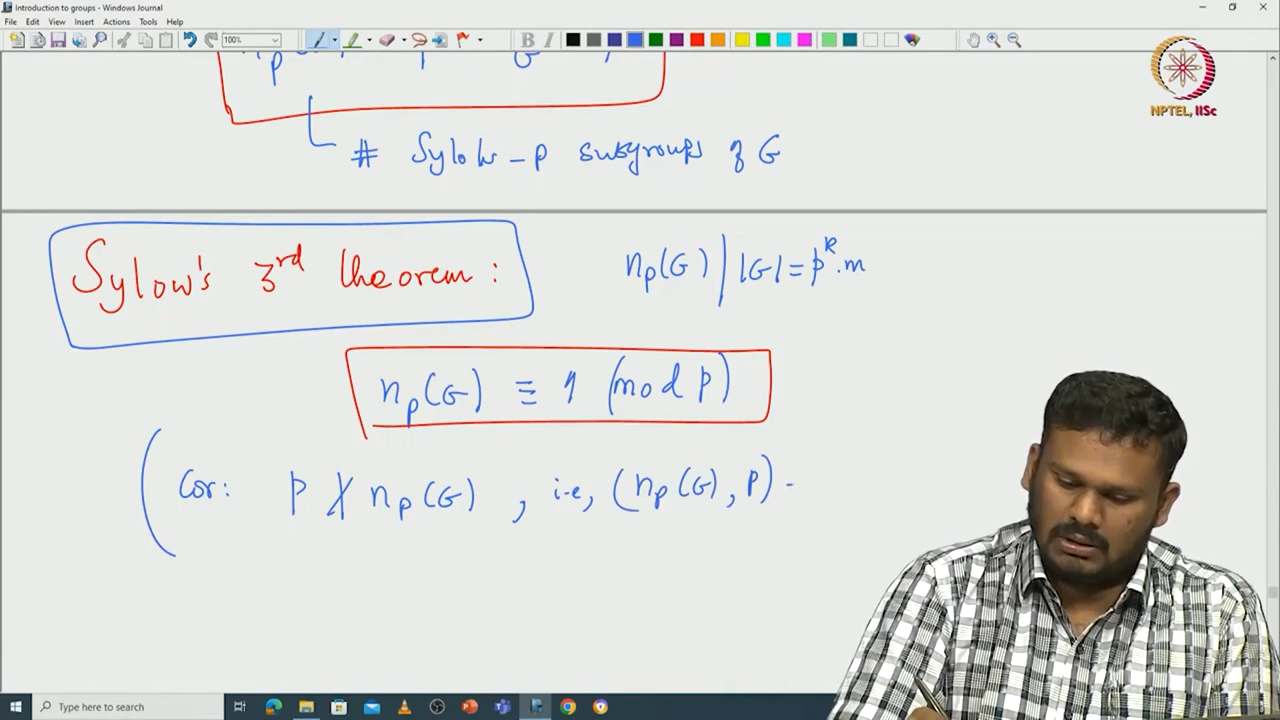 Introduction to groups - Windows Journal
File Edit View Insert Actions Tools Help
100%
B I
NPTEL, IISc
# Sylow-p subgroups of G
Sylow's 3rd theorem:
n_p(G) | |G| = p^k.m
n_p(G) ≡ 1 (mod p)
( Cor: p ∤ n_p(G) , i.e, (n_p(G), p) -
Type here to search